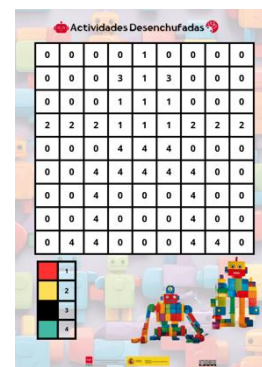 Actividades Desenchufadas
0 0 0 0 1 0 0 0 0
0 0 0 3 1 3 0 0 0
0 0 0 1 1 1 0 0 0
2 2 2 1 1 1 2 2 2
0 0 0 4 4 4 0 0 0
0 0 4 4 4 4 4 0 0
0 0 4 0 0 0 4 0 0
0 0 4 0 0 0 4 0 0
0 4 4 0 0 0 4 4 0
1
2
3
4